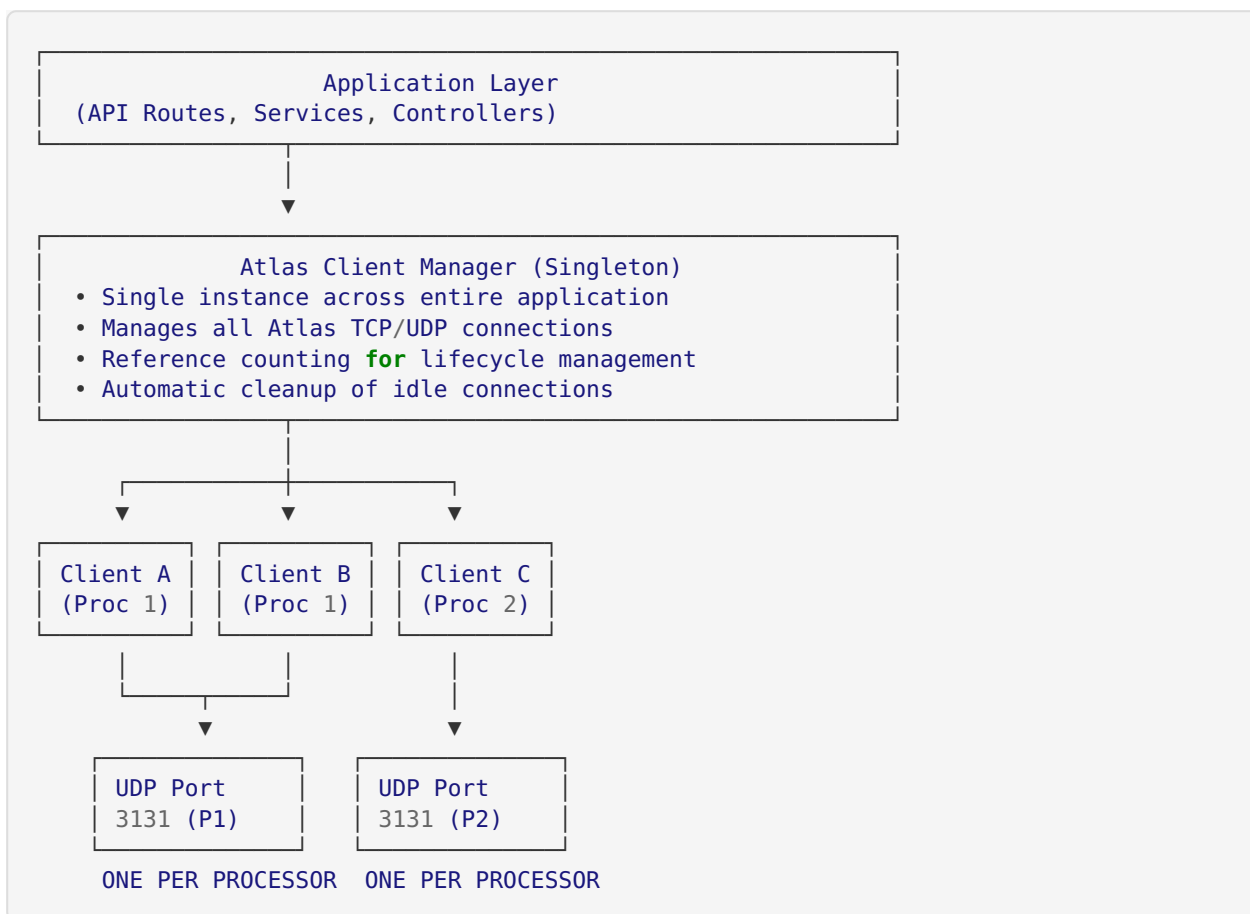 Application Layer
(API Routes, Services, Controllers)
Atlas Client Manager (Singleton)
• Single instance across entire application
• Manages all Atlas TCP/UDP connections
• Reference counting for lifecycle management
• Automatic cleanup of idle connections
Client A Client B Client C
(Proc 1) (Proc 1) (Proc 2)
UDP Port UDP Port
3131 (P1) 3131 (P2)
ONE PER PROCESSOR ONE PER PROCESSOR